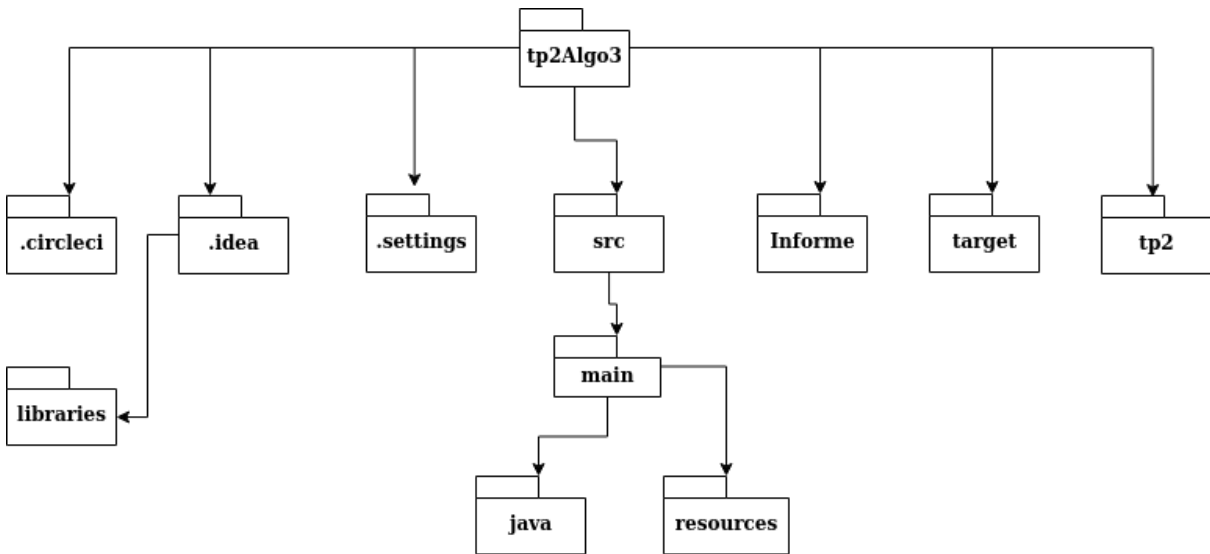 tp2Algo3
.circleci
.idea
.settings
src
Informe
target
tp2
main
libraries
java
resources